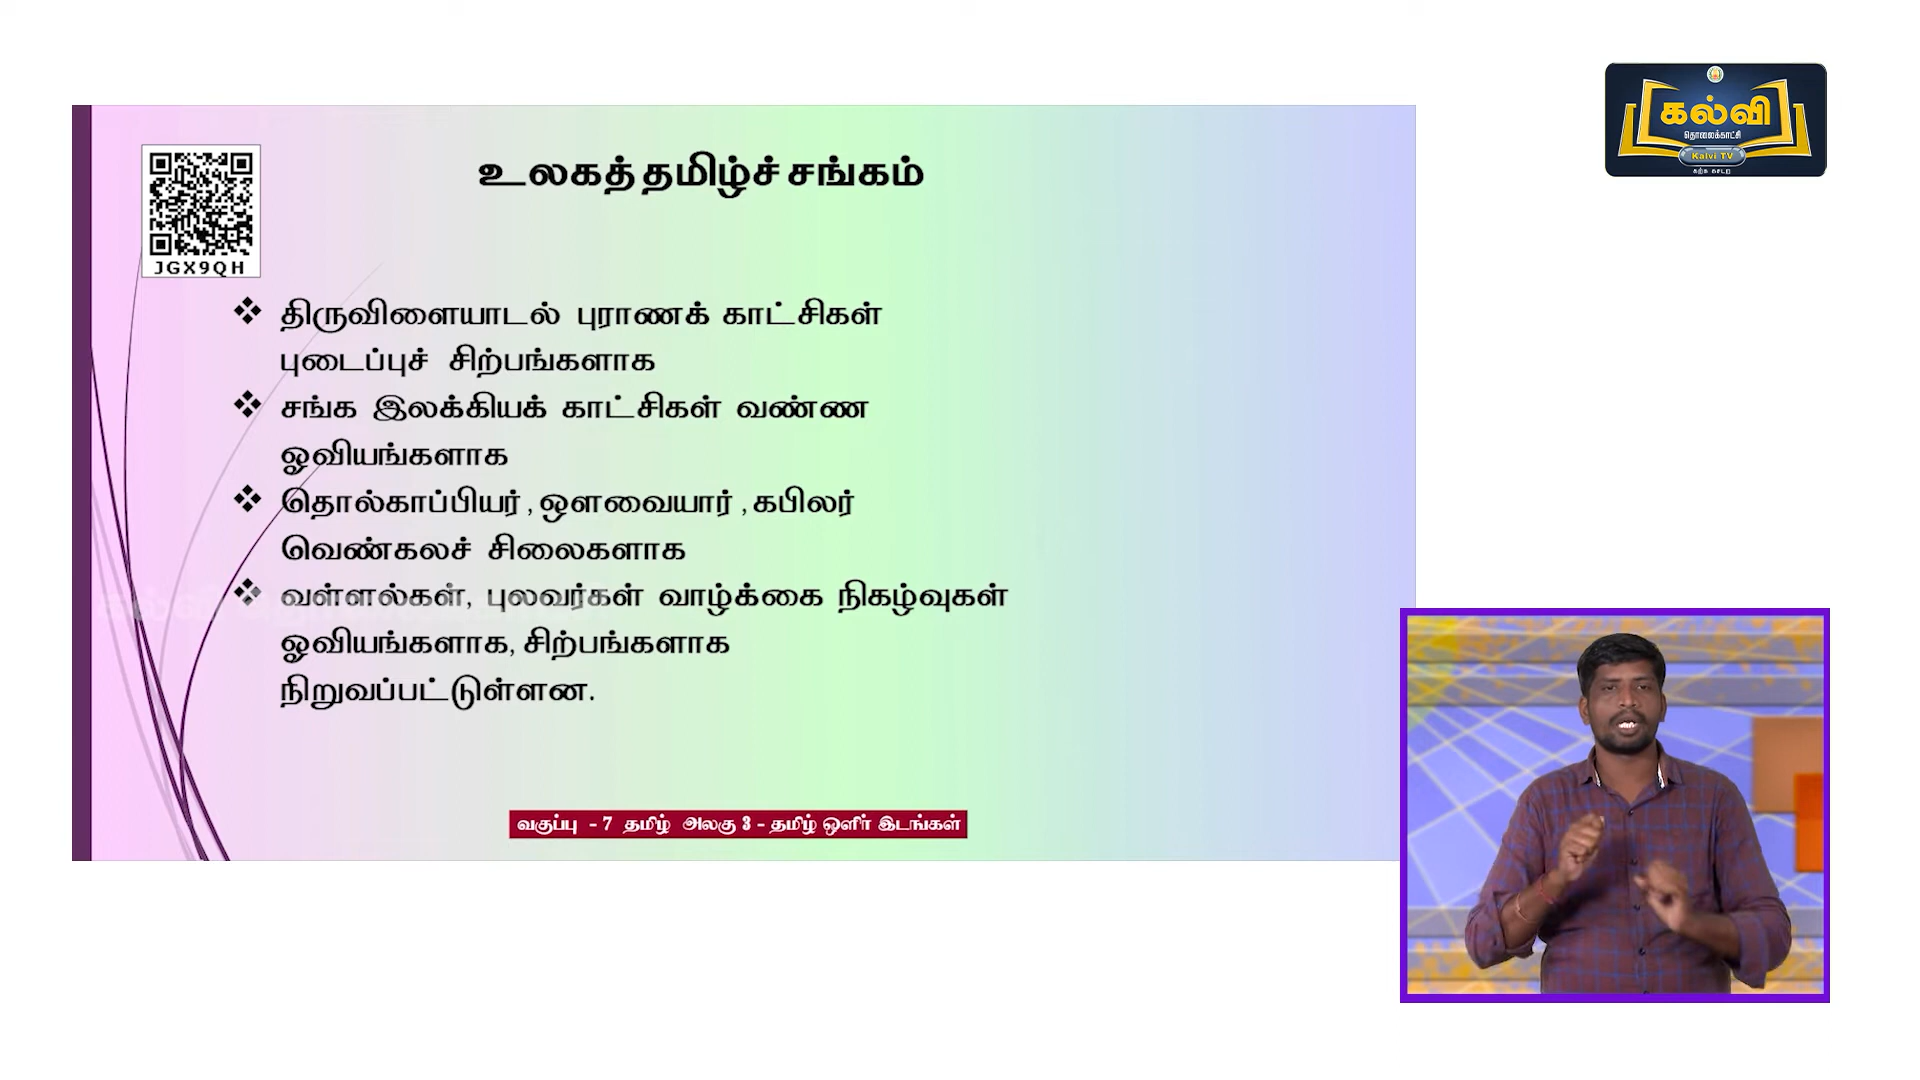 கல்வி
தொலைக்காட்சி
Kalvi TV
கற்க கசடற
உலகத்தமிழ்ச்சங்கம்
JGX9QH
திருவிளையாடல் புராணக் காட்சிகள்
புடைப்புச் சிற்பங்களாக
சங்க இலக்கியக் காட்சிகள் வண்ண
ஓவியங்களாக
தொல்காப்பியர் ,ஔவையார் ,கபிலர்
வெண்கலச் சிலைகளாக
வள்ளல்கள், புலவர்கள் வாழ்க்கை நிகழ்வுகள்
ஓவியங்களாக, சிற்பங்களாக
நிறுவப்பட்டுள்ளன.
வகுப்பு - 7 தமிழ் அலகு 3 - தமிழ் ஒளிர் இடங்கள்